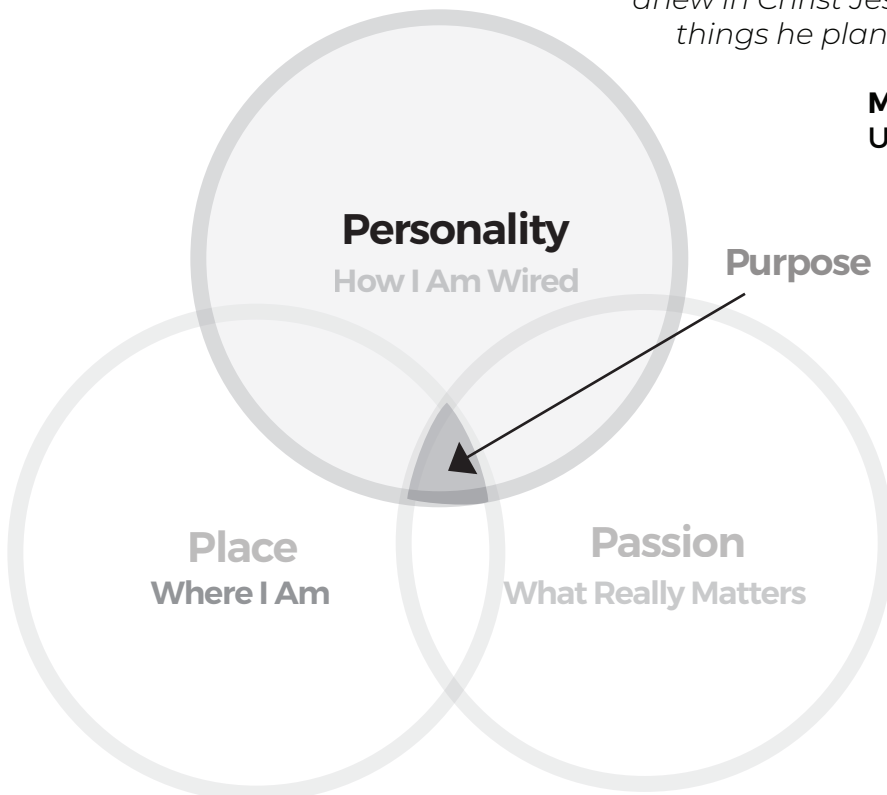 anew in Christ Jes
things he plan
M
U
Personality
How I Am Wired
Purpose
Place
Where I Am
Passion
What Really Matters